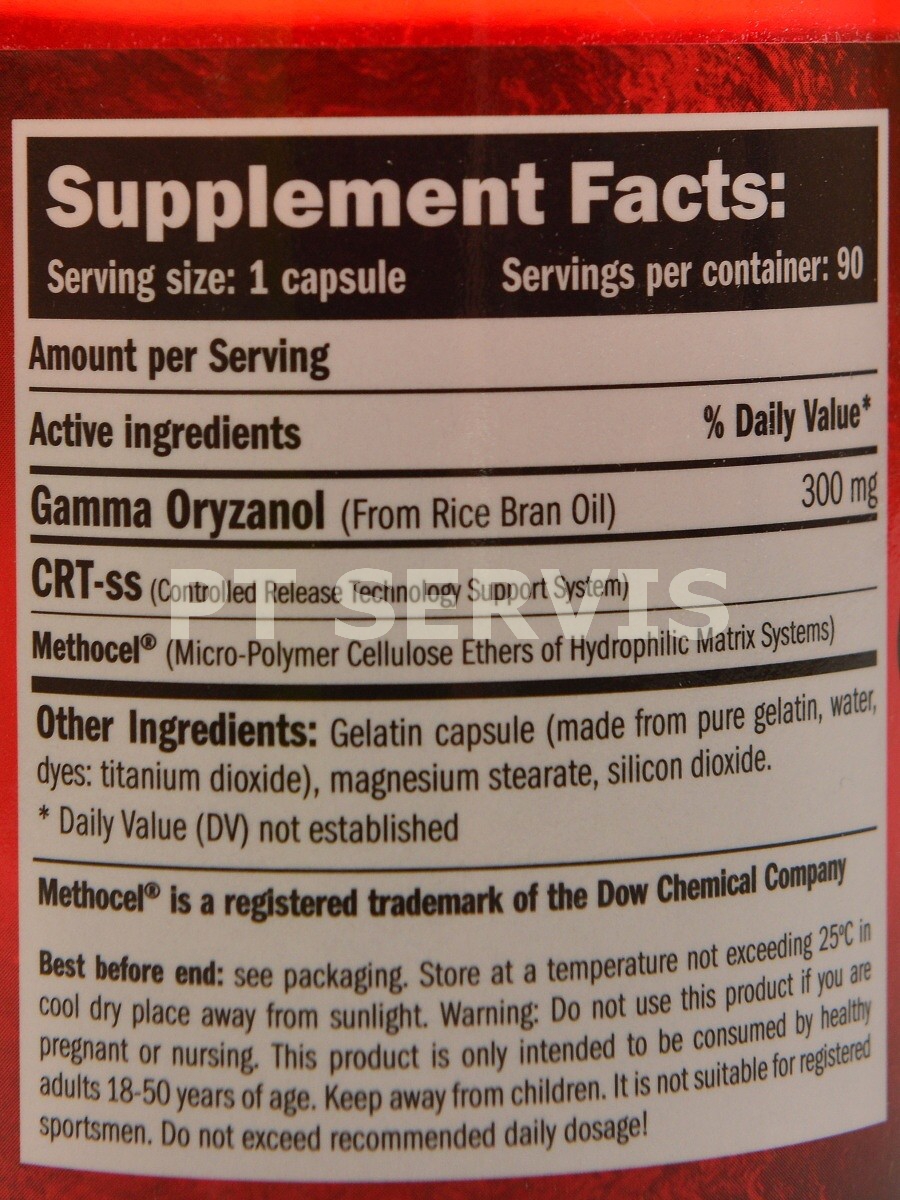 Supplement Facts:
Serving size: 1 capsule Servings per container: 90
Amount per Serving
Active ingredients % Daily Value*
Gamma Oryzanol (From Rice Bran Oil) 300 mg
CRT-ss (Controlled Release Technology Support System)
PT SERVIS
Methocel® (Micro-Polymer Cellulose Ethers of Hydrophilic Matrix Systems)
Other Ingredients: Gelatin capsule (made from pure gelatin, water,
dyes: titanium dioxide), magnesium stearate, silicon dioxide.
* Daily Value (DV) not established
Methocel® is a registered trademark of the Dow Chemical Company
Best before end: see packaging. Store at a temperature not exceeding 25ºC in
cool dry place away from sunlight. Warning: Do not use this product if you are
pregnant or nursing. This product is only intended to be consumed by healthy
adults 18-50 years of age. Keep away from children. It is not suitable for registered
sportsmen. Do not exceed recommended daily dosage!